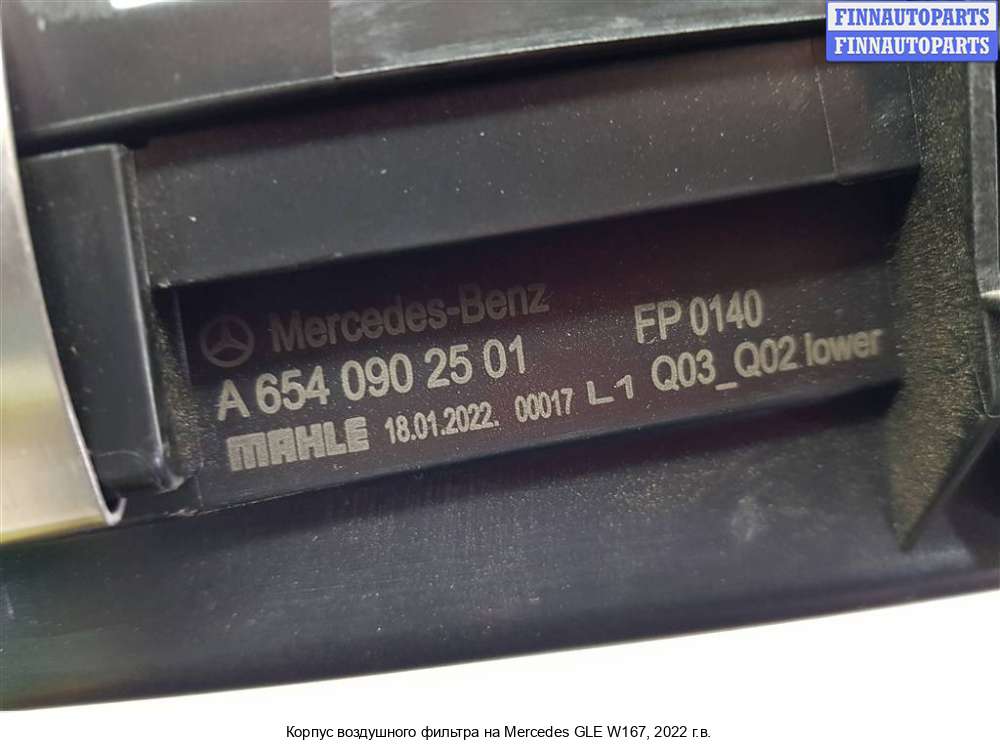 FINNAUTOPARTS
FINNAUTOPARTS
Mercedes-Benz
A 654 090 25 01
MAHLE 18.01.2022. 00017 L1
FP 0140
Q03_Q02 lower
Корпус воздушного фильтра на Mercedes GLE W167, 2022 г.в.